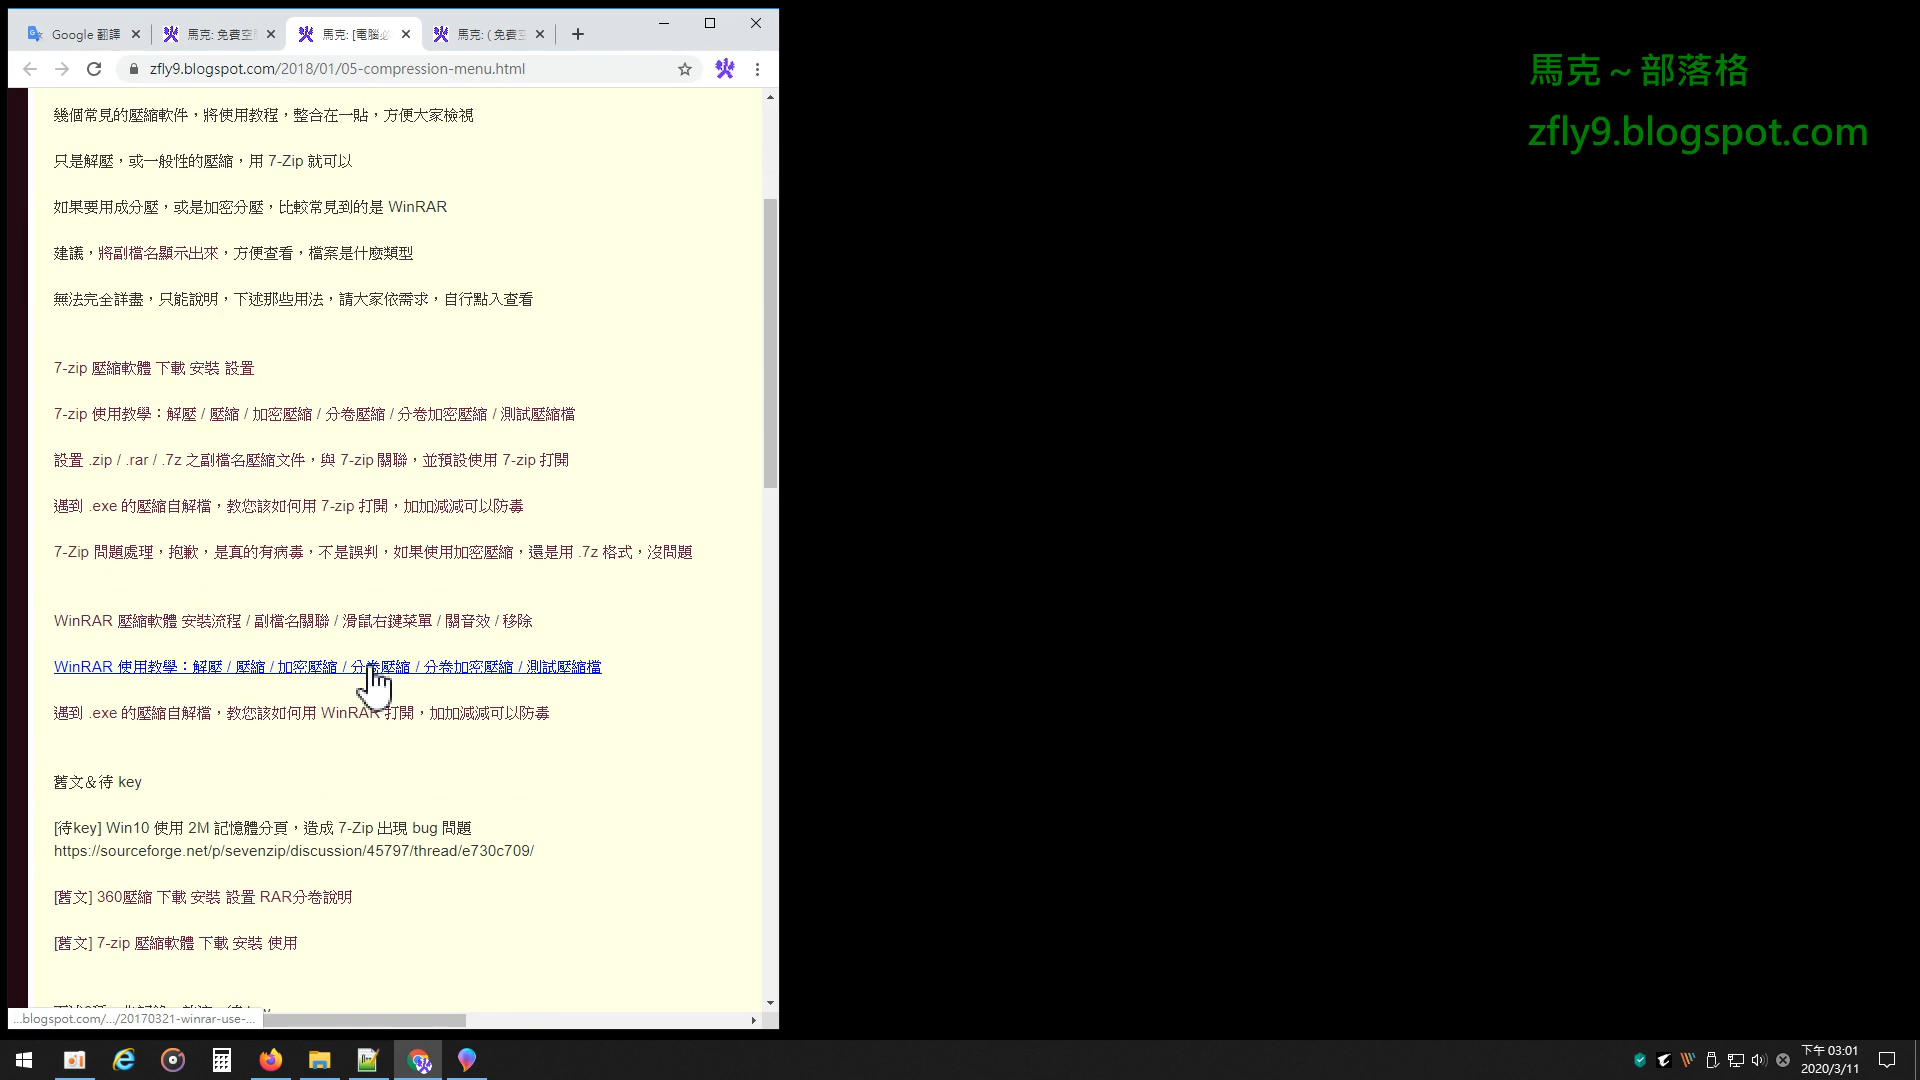 Google 翻譯
馬克: 免費空
馬克: [電腦必
馬克: ( 免費空
zfly9.blogspot.com/2018/01/05-compression-menu.html
幾個常見的壓縮軟件，將使用教程，整合在一貼，方便大家檢視
只是解壓，或一般性的壓縮，用 7-Zip 就可以
如果要用成分壓，或是加密分壓，比較常見到的是 WinRAR
建議，將副檔名顯示出來，方便查看，檔案是什麼類型
無法完全詳盡，只能說明，下述那些用法，請大家依需求，自行點入查看
7-zip 壓縮軟體 下載 安裝 設置
7-zip 使用教學：解壓 / 壓縮 / 加密壓縮 / 分卷壓縮 / 分卷加密壓縮 / 測試壓縮檔
設置 .zip / .rar / .7z 之副檔名壓縮文件，與 7-zip 關聯，並預設使用 7-zip 打開
遇到 .exe 的壓縮自解檔，教您該如何用 7-zip 打開，加加減減可以防毒
7-Zip 問題處理，抱歉，是真的有病毒，不是誤判，如果使用加密壓縮，還是用 .7z 格式，沒問題
WinRAR 壓縮軟體 安裝流程 / 副檔名關聯 / 滑鼠右鍵菜單 / 關音效 / 移除
WinRAR 使用教學：解壓 / 壓縮 / 加密壓縮 / 分卷壓縮 / 分卷加密壓縮 / 測試壓縮檔
遇到 .exe 的壓縮自解檔，教您該如何用 WinRAR 打開，加加減減可以防毒
舊文＆待 key
[待key] Win10 使用 2M 記憶體分頁，造成 7-Zip 出現 bug 問題
https://sourceforge.net/p/sevenzip/discussion/45797/thread/e730c709/
[舊文] 360壓縮 下載 安裝 設置 RAR分卷說明
[舊文] 7-zip 壓縮軟體 下載 安裝 使用
...blogspot.com/.../20170321-winrar-use-...
馬克～部落格
zfly9.blogspot.com
下午 03:01
2020/3/11